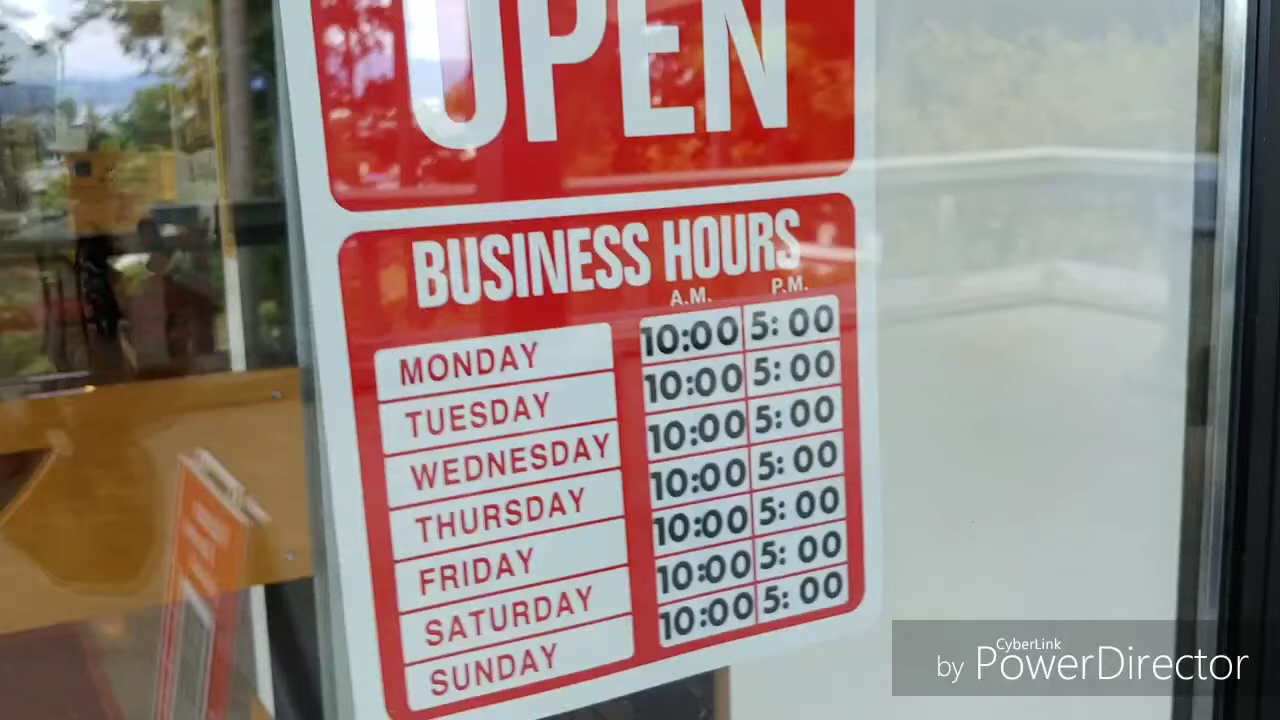 OPEN
BUSINESS HOURS
A.M. P.M.
MONDAY 10:00 5:00
TUESDAY 10:00 5:00
WEDNESDAY 10:00 5:00
THURSDAY 10:00 5:00
FRIDAY 10:00 5:00
SATURDAY 10:00 5:00
SUNDAY 10:00 5:00
CyberLink
by PowerDirector